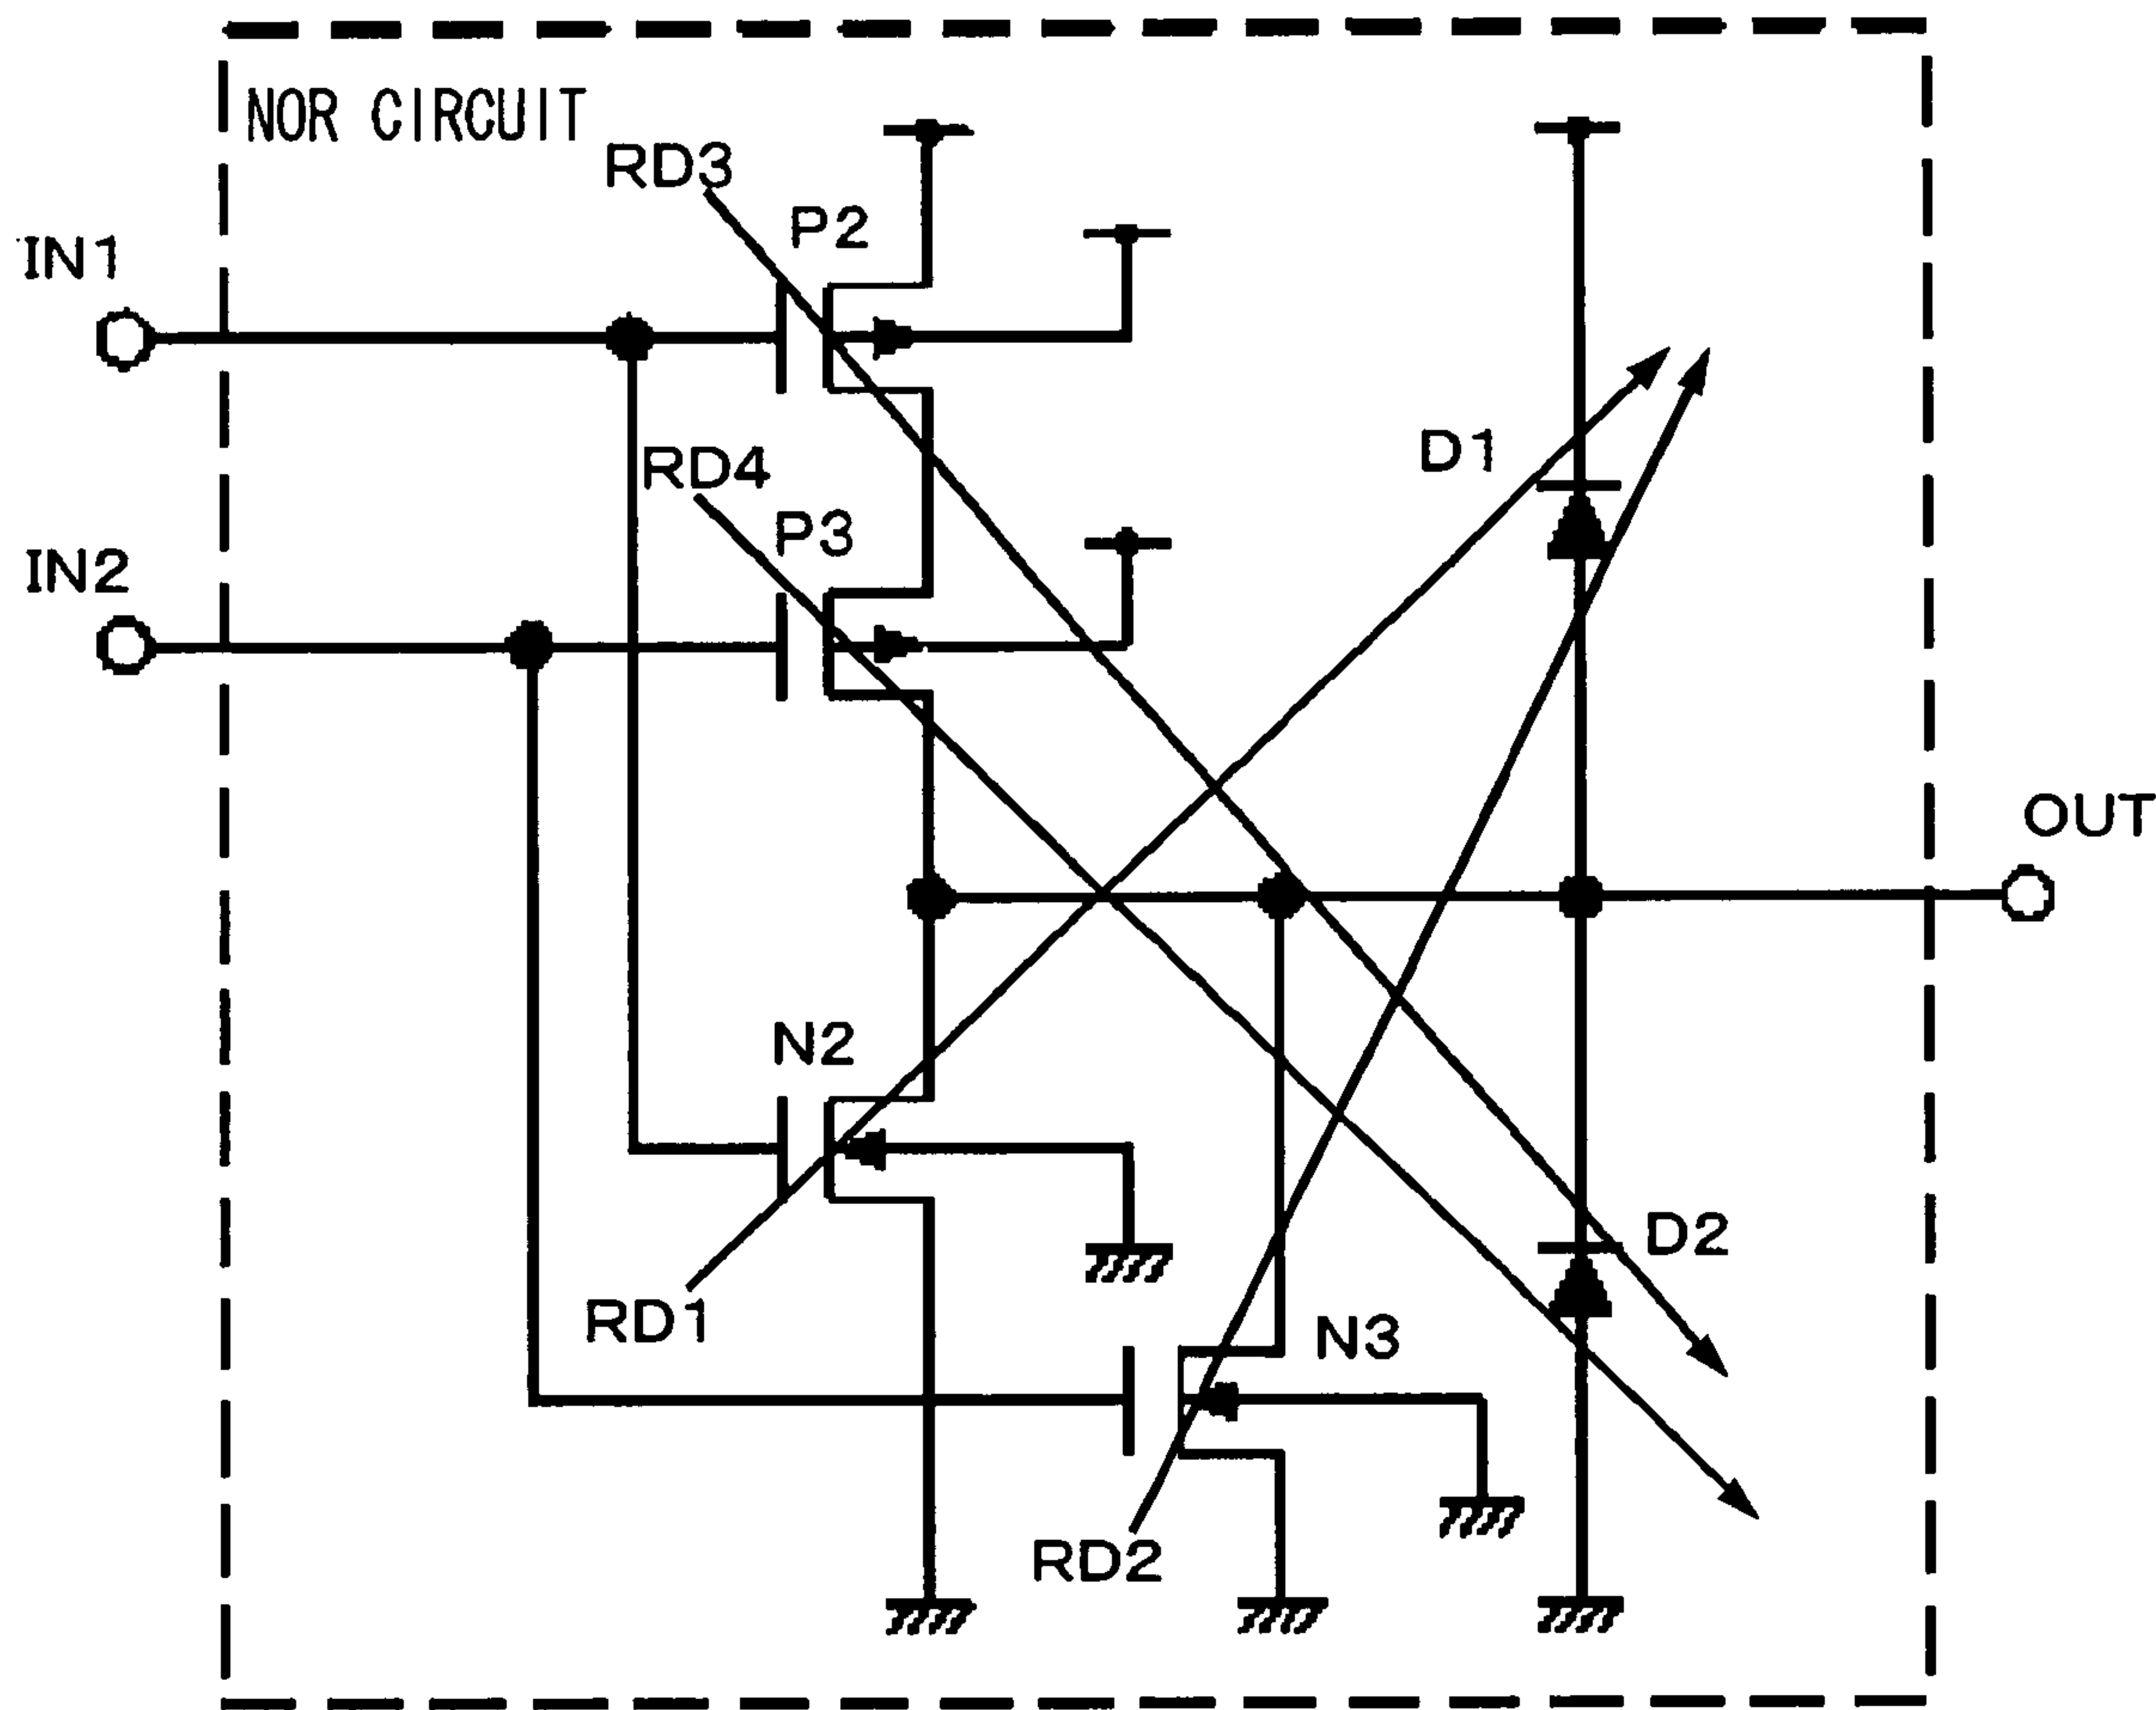 NOR CIRCUIT
RD3
P2
IN1
D1
RD4
P3
IN2
OUT
N2
D2
RD1
N3
RD2